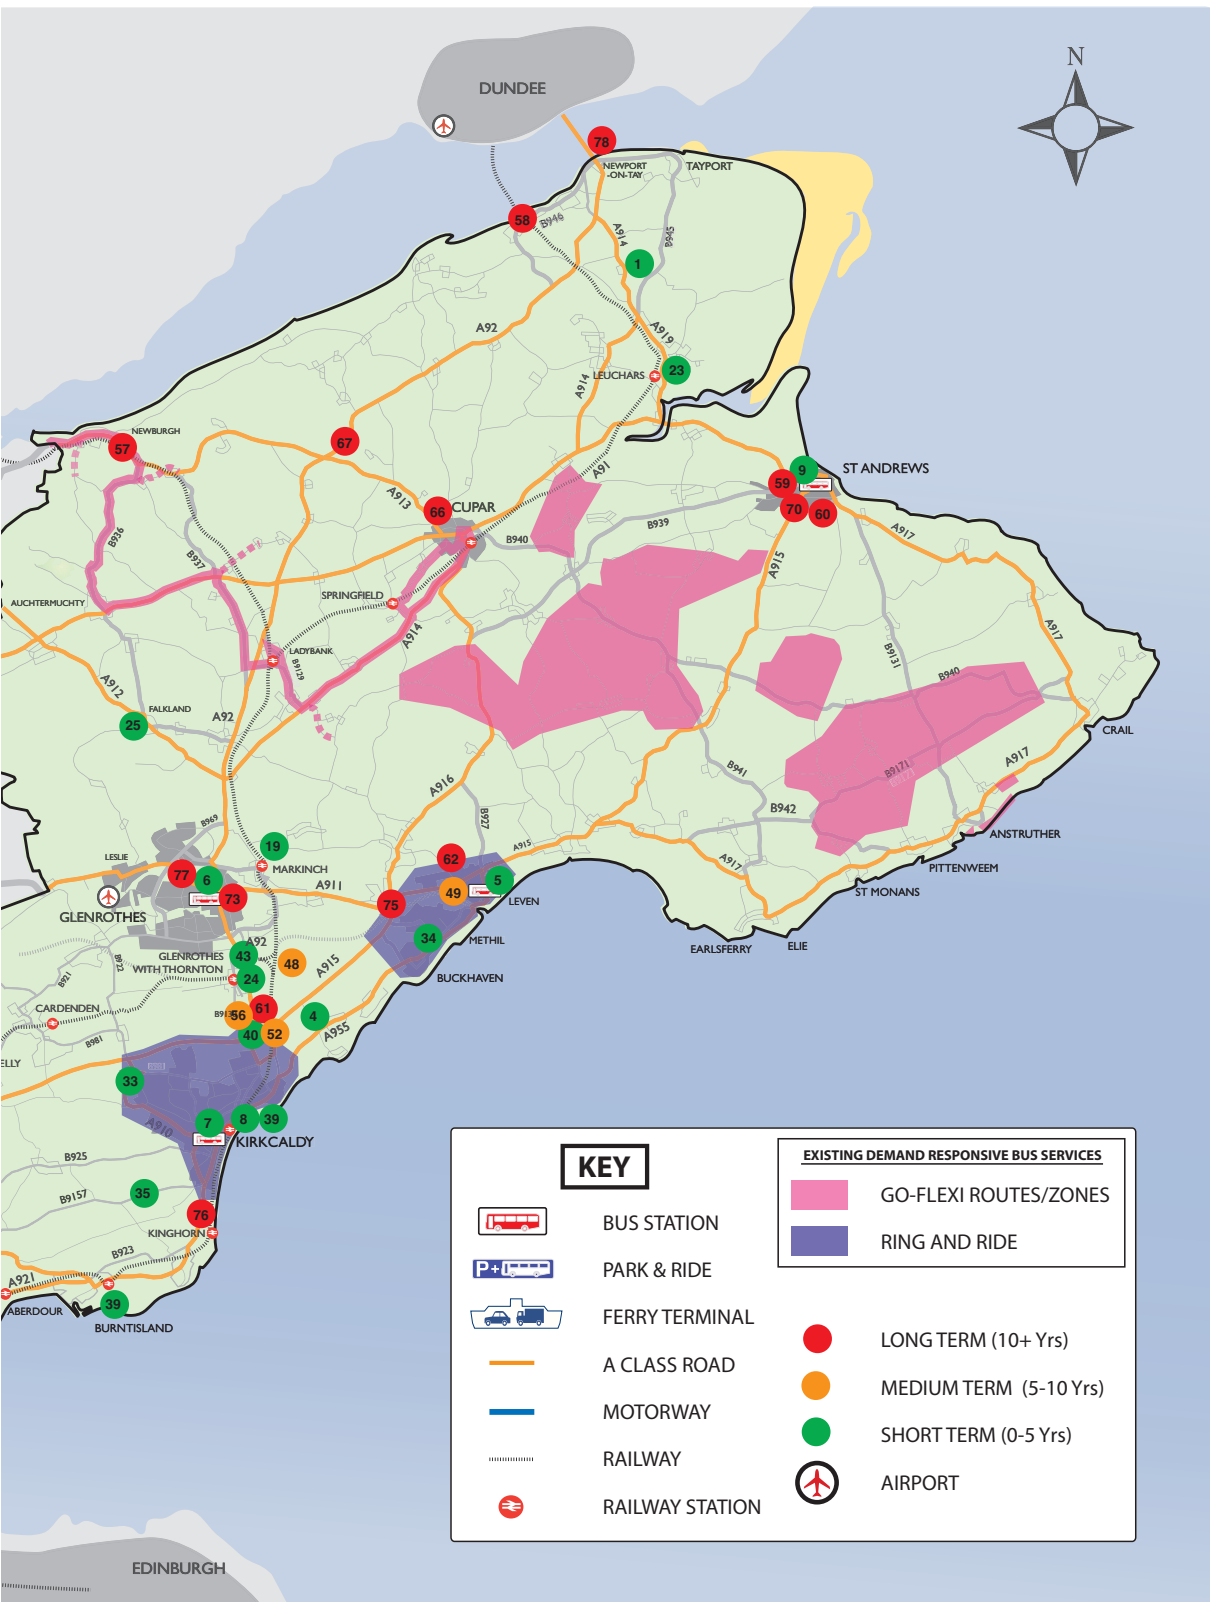 N
DUNDEE
78
NEWPORT
-ON-TAY
TAYPORT
58
B946
A914
B945
1
A92
A919
LEUCHARS
23
A914
NEWBURGH
57
67
A91
9
ST ANDREWS
59
A913
66
CUPAR
70
60
B939
A917
B936
B940
B937
A915
SPRINGFIELD
AUCHTERMUCHTY
A914
A917
LADYBANK
B9131
B9129
B940
A912
FALKLAND
25
A92
CRAIL
A917
B941
B9171
A916
B942
B927
B969
ANSTRUTHER
19
A915
LESLIE
62
MARKINCH
A917
PITTENWEEM
77
6
A911
49
5
ST MONANS
73
75
LEVEN
GLENROTHES
34
METHIL
EARLSFERRY
ELIE
A92
43
GLENROTHES
WITH THORNTON
B922
48
A915
B921
24
BUCKHAVEN
CARDENDEN
61
56
4
40
52
A955
B981
ELLY
33
7
8
39
A910
KIRKCALDY
B925
35
B9157
76
KINGHORN
B923
A921
ABERDOUR
39
BURNTISLAND
EDINBURGH
KEY
BUS STATION
P+
PARK & RIDE
FERRY TERMINAL
A CLASS ROAD
MOTORWAY
RAILWAY
RAILWAY STATION
EXISTING DEMAND RESPONSIVE BUS SERVICES
GO-FLEXI ROUTES/ZONES
RING AND RIDE
LONG TERM (10+ Yrs)
MEDIUM TERM (5-10 Yrs)
SHORT TERM (0-5 Yrs)
AIRPORT